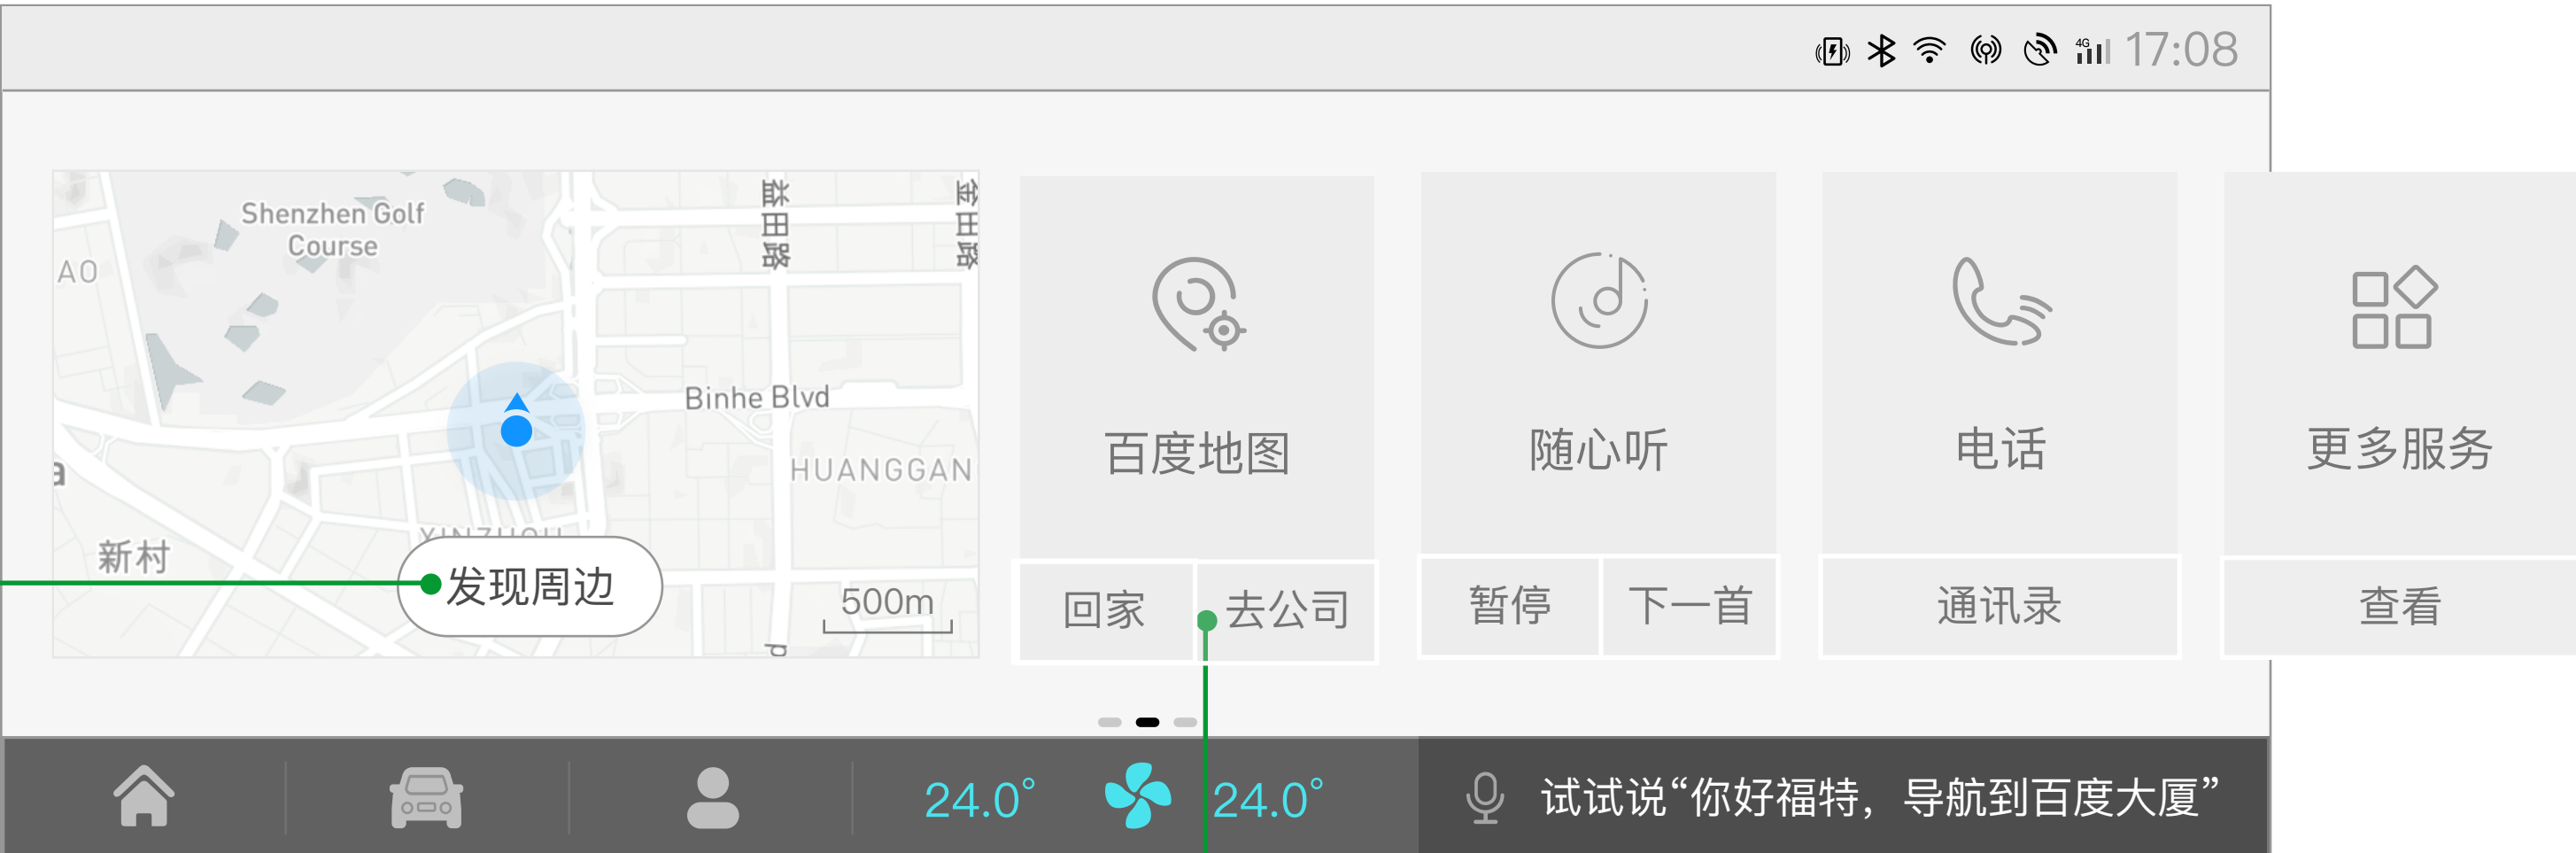 4G 17:08
Shenzhen Golf
Course
AO
益田路
金田路
Binhe Blvd
HUANGGAN
XINZHOU
新村
发现周边
500m
百度地图
回家
去公司
随心听
暂停
下一首
电话
通讯录
更多服务
查看
24.0°
24.0°
试试说“你好福特，导航到百度大厦”